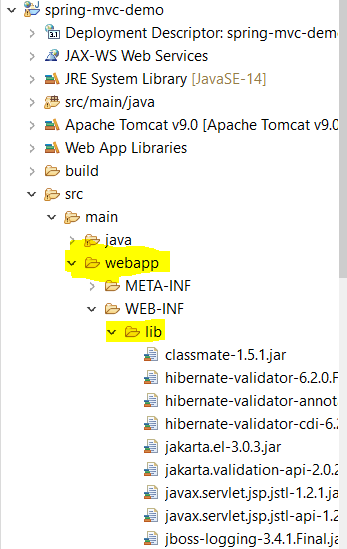 spring-mvc-demo
Deployment Descriptor: spring-mvc-dem
JAX-WS Web Services
JRE System Library [JavaSE-14]
src/main/java
Apache Tomcat v9.0 [Apache Tomcat v9.0
Web App Libraries
build
src
main
java
webapp
META-INF
WEB-INF
lib
classmate-1.5.1.jar
hibernate-validator-6.2.0.F
hibernate-validator-annot
hibernate-validator-cdi-6.2
jakarta.el-3.0.3.jar
jakarta.validation-api-2.0.2
javax.servlet.jsp.jstl-1.2.1.ja
javax.servlet.jsp.jstl-api-1.2
jboss-logging-3.4.1.Final.ja